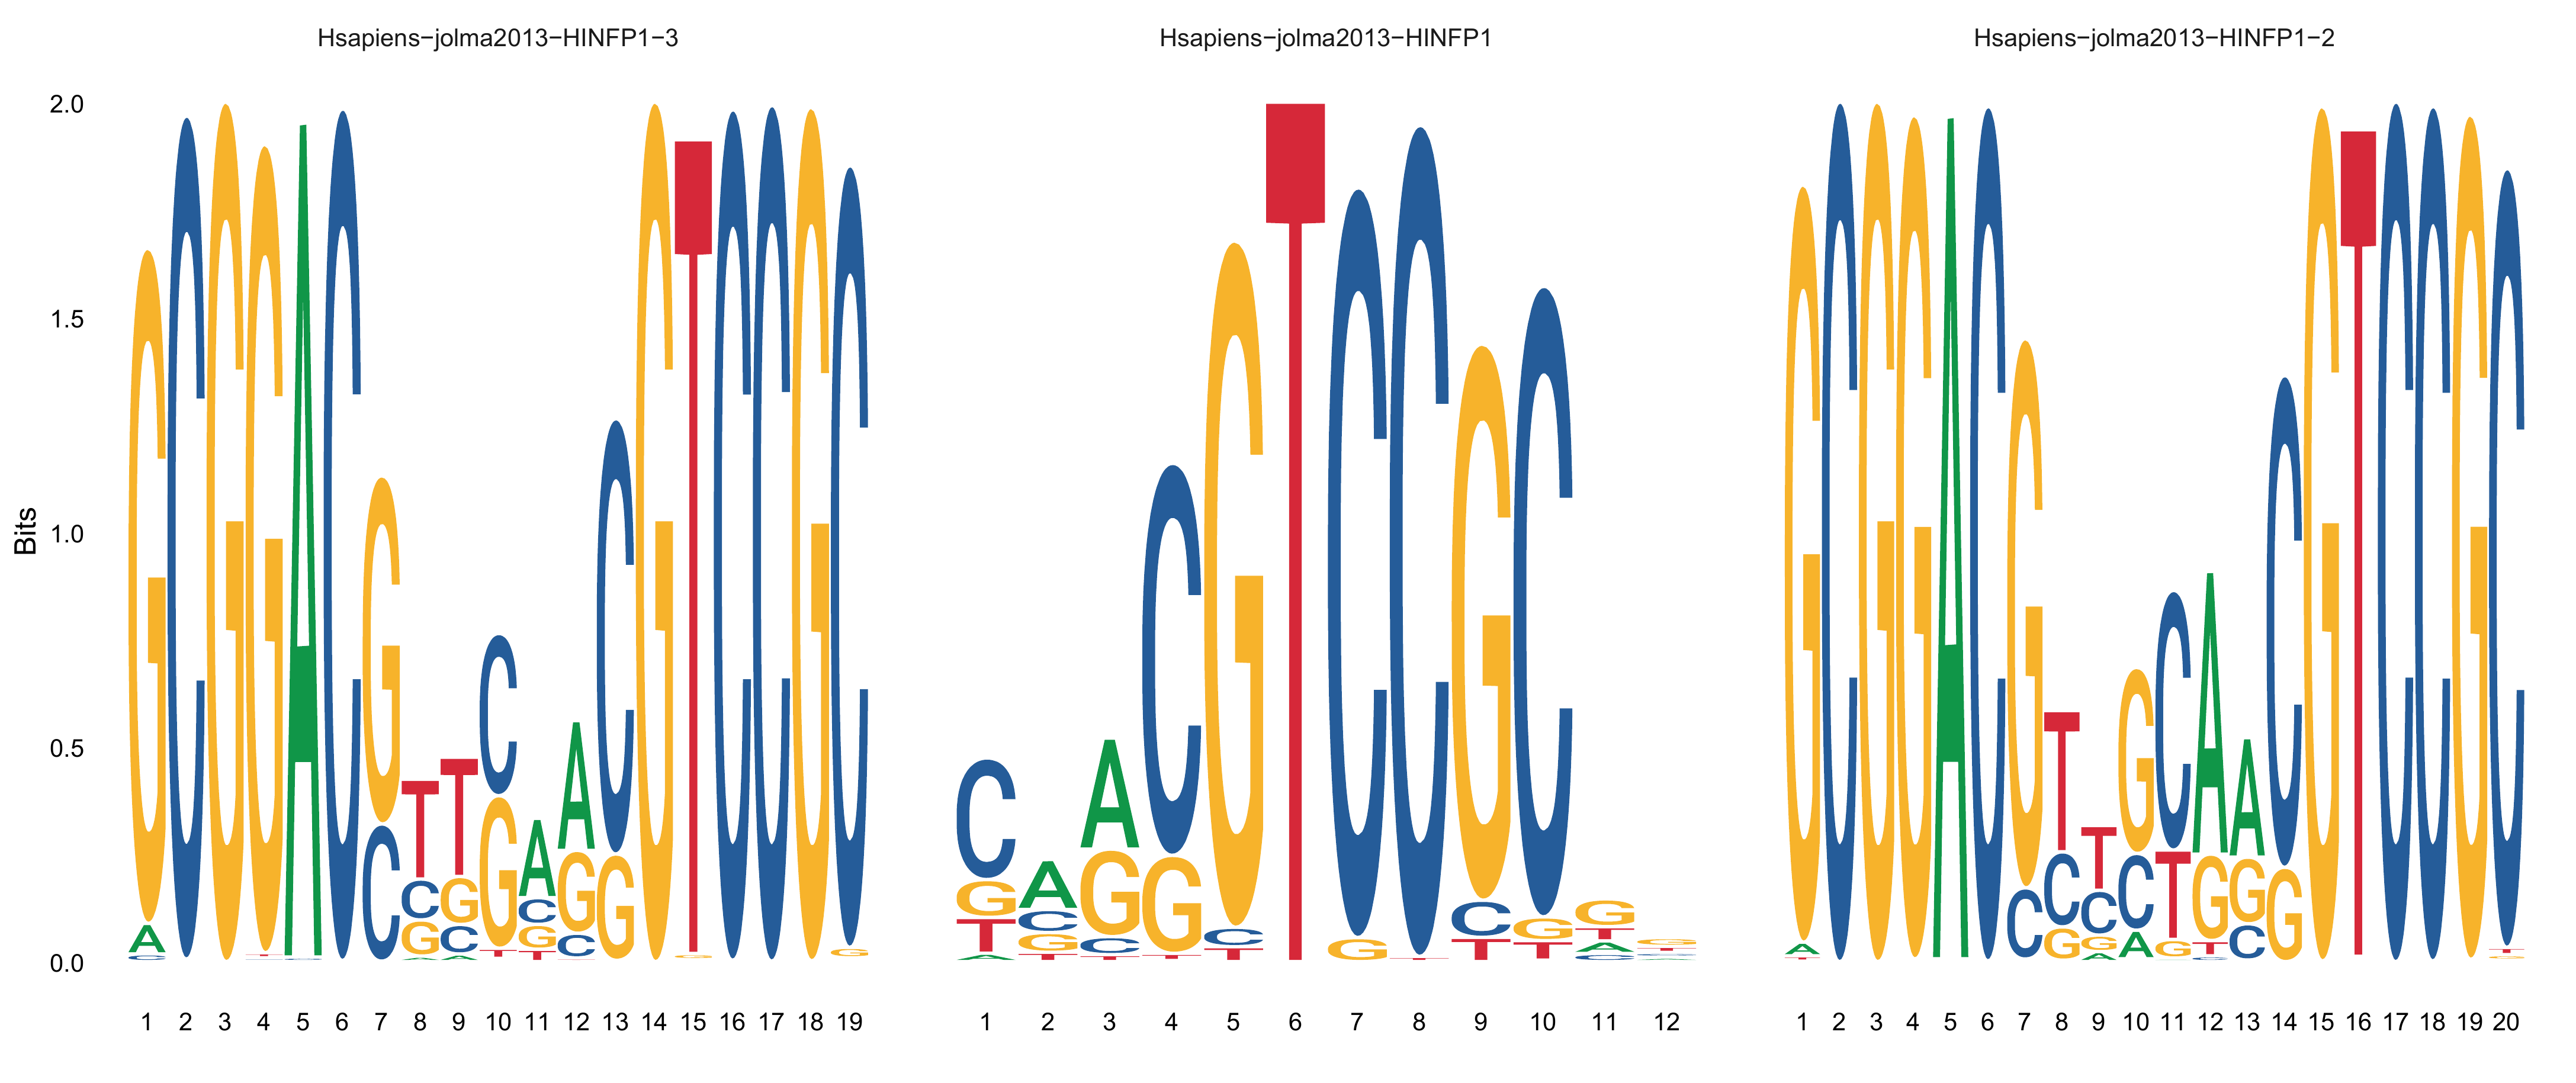 Hsapiens−jolma2013−HINFP1−3 Hsapiens−jolma2013−HINFP1 Hsapiens−jolma2013−HINFP1−2
2.0
1.5
1.0
0.5
0.0
Bits
1 2 3 4 5 6 7 8 9 10 11 12 13 14 15 16 17 18 19
1 2 3 4 5 6 7 8 9 10 11 12
1 2 3 4 5 6 7 8 9 10 11 12 13 14 15 16 17 18 19 20
GCGGACGTTCAACGTCCGC
CAACGTCCGCGG
GCGGACGTTGCAACGTCCGC